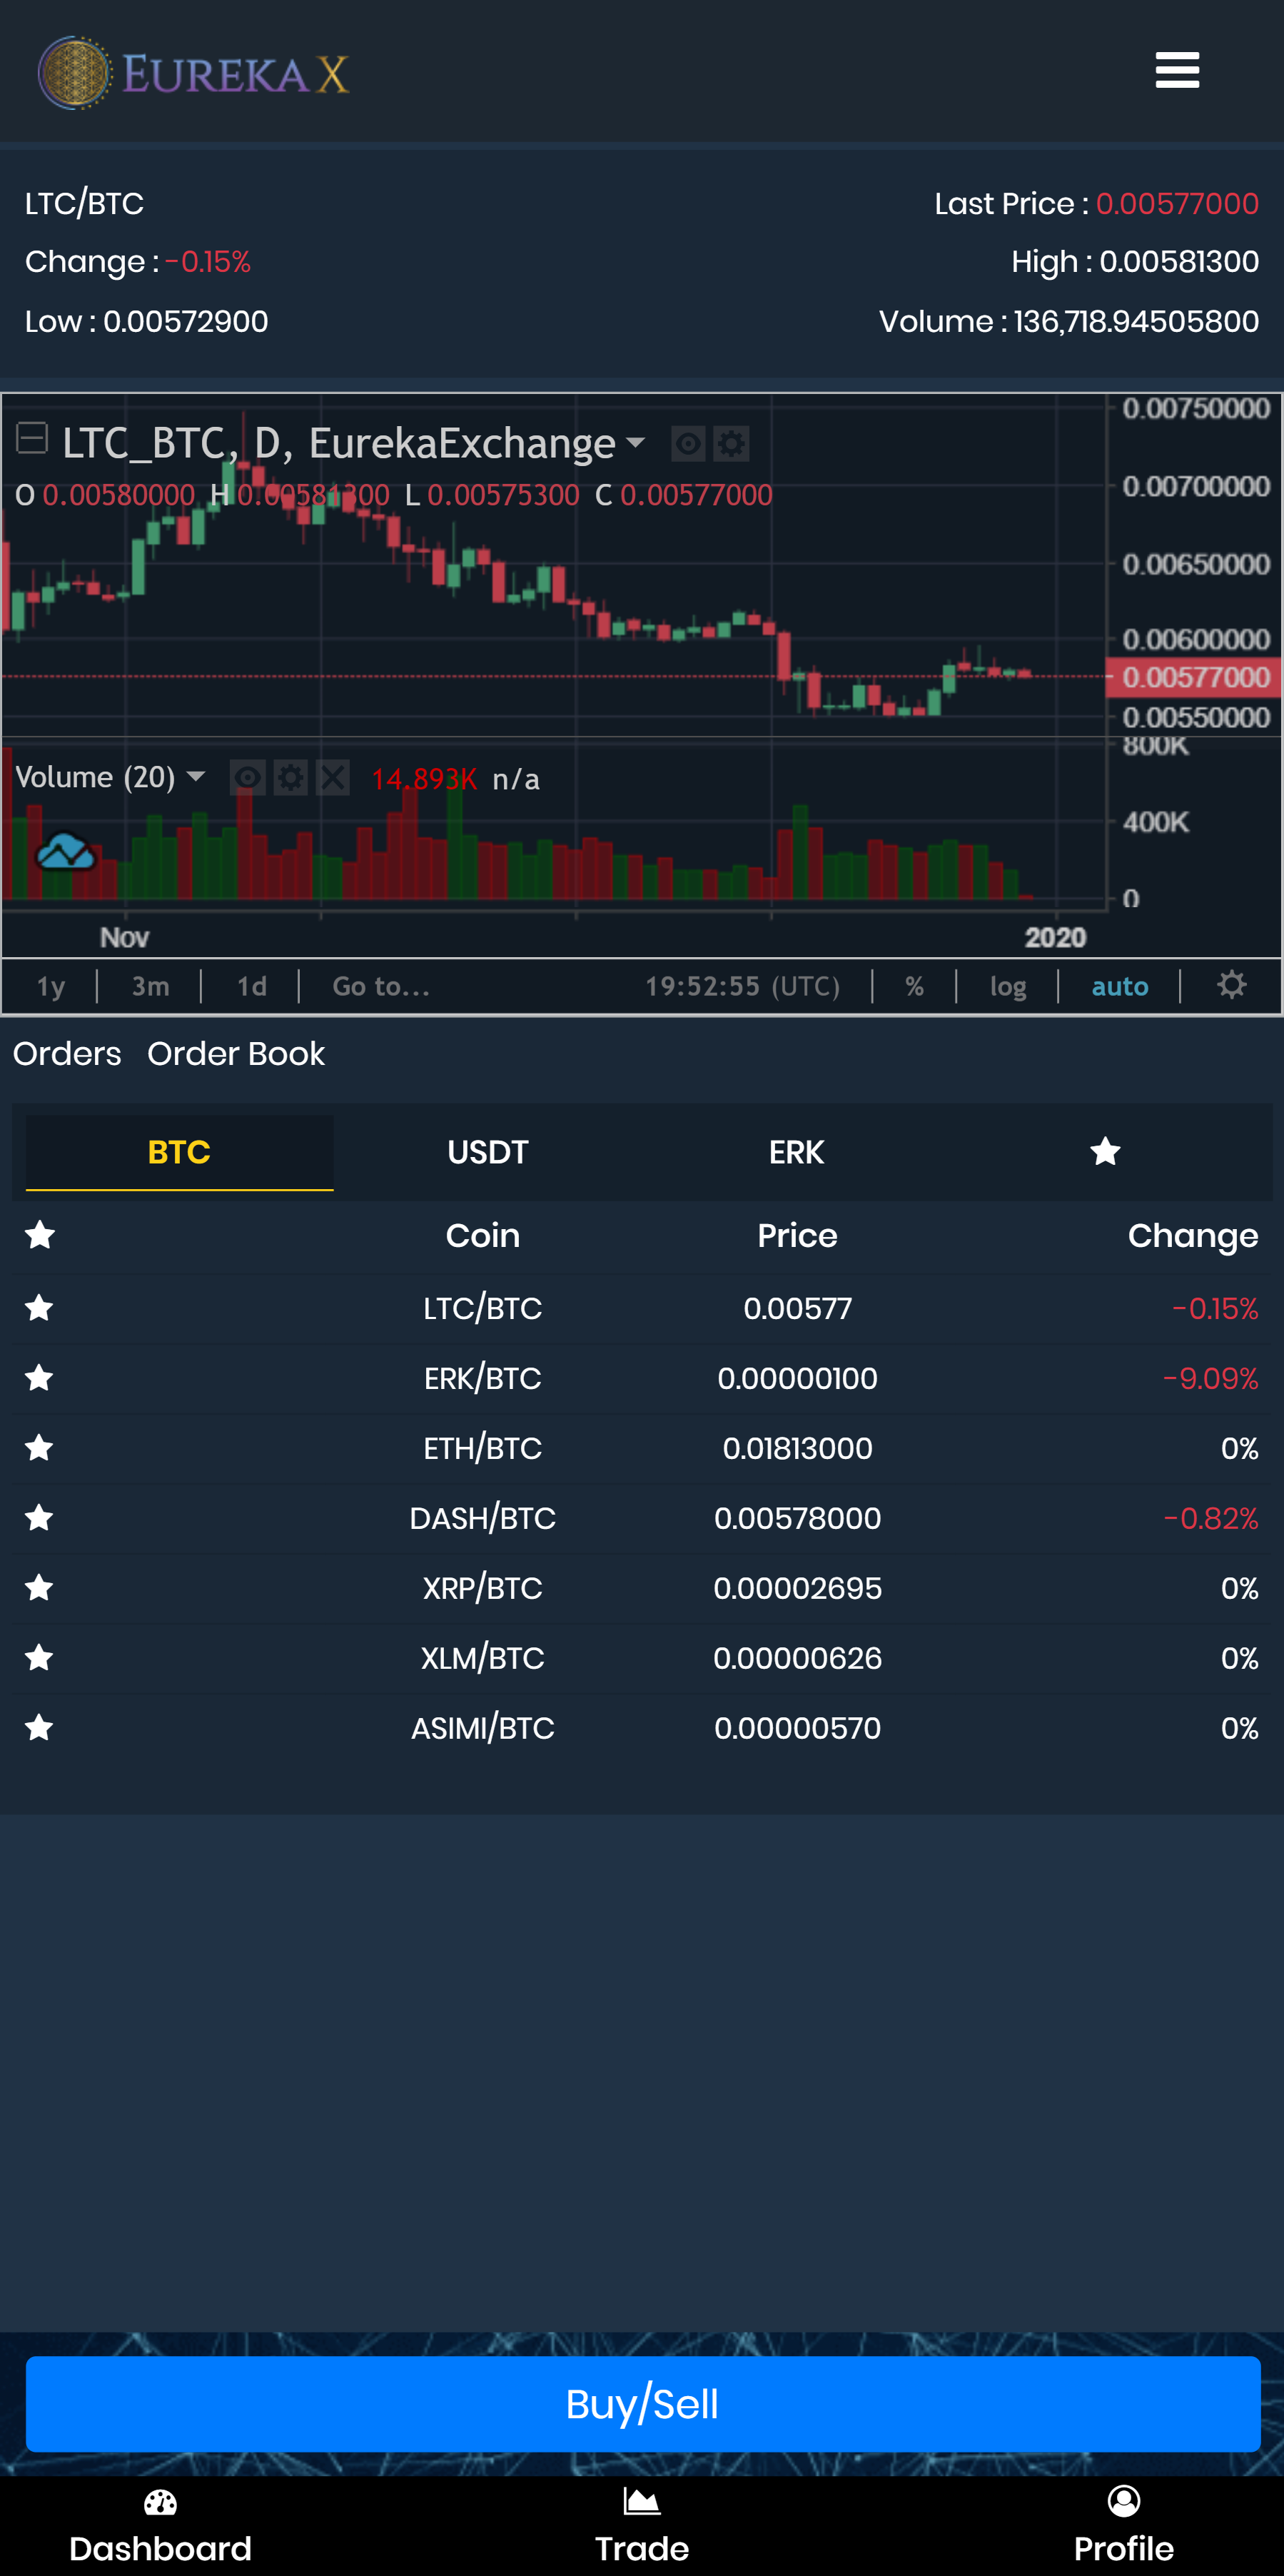 EUREKA X
LTC/BTC
Last Price : 0.00577000
Change : -0.15%
High : 0.00581300
Low : 0.00572900
Volume : 136,718.94505800
0.00750000
LTC_BTC, D, EurekaExchange
O 0.00580000 H 0.00581300 L 0.00575300 C 0.00577000
0.00700000
0.00650000
0.00600000
0.00577000
0.00550000
800K
Volume (20) 14.893K n/a
400K
0
Nov 2020
1y 3m 1d Go to... 19:52:55 (UTC) % log auto
Orders Order Book
BTC USDT ERK
Coin Price Change
LTC/BTC 0.00577 -0.15%
ERK/BTC 0.00000100 -9.09%
ETH/BTC 0.01813000 0%
DASH/BTC 0.00578000 -0.82%
XRP/BTC 0.00002695 0%
XLM/BTC 0.00000626 0%
ASIMI/BTC 0.00000570 0%
Buy/Sell
Dashboard Trade Profile